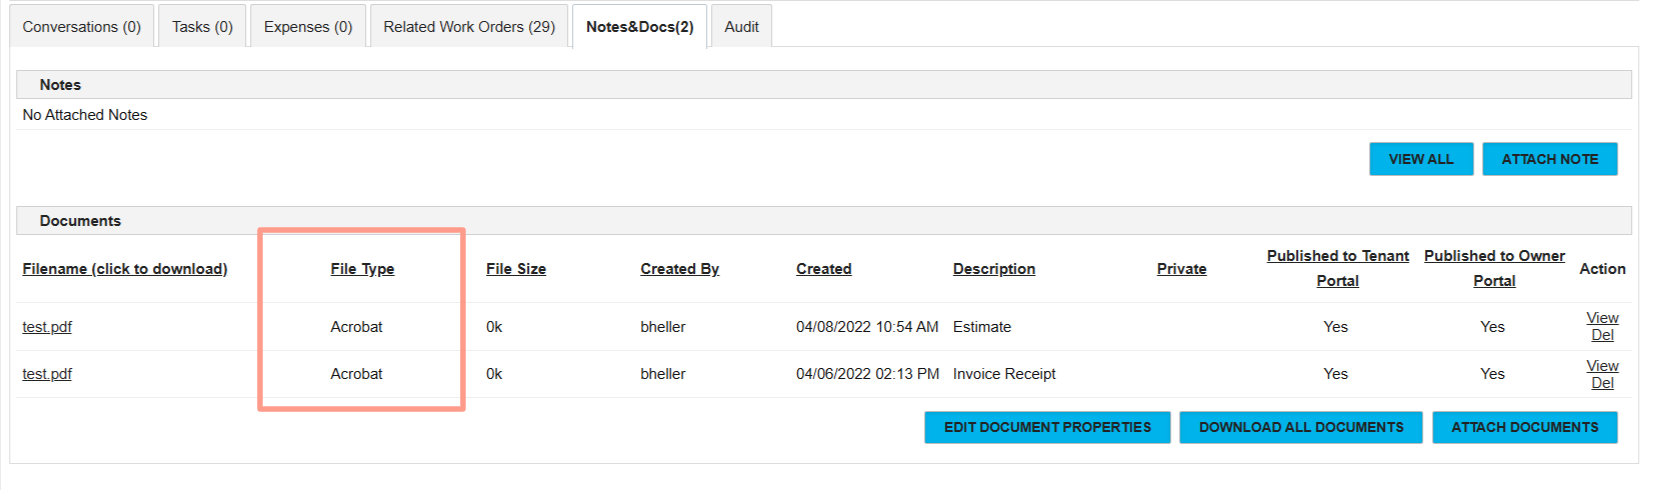 Conversations (0) Tasks (0) Expenses (0) Related Work Orders (29) Notes&Docs(2) Audit
Notes
No Attached Notes
VIEW ALL ATTACH NOTE
Documents
Filename (click to download) File Type File Size Created By Created Description Private Published to Tenant Portal Published to Owner Portal Action
test.pdf Acrobat 0k bheller 04/08/2022 10:54 AM Estimate Yes Yes View Del
test.pdf Acrobat 0k bheller 04/06/2022 02:13 PM Invoice Receipt Yes Yes View Del
EDIT DOCUMENT PROPERTIES DOWNLOAD ALL DOCUMENTS ATTACH DOCUMENTS